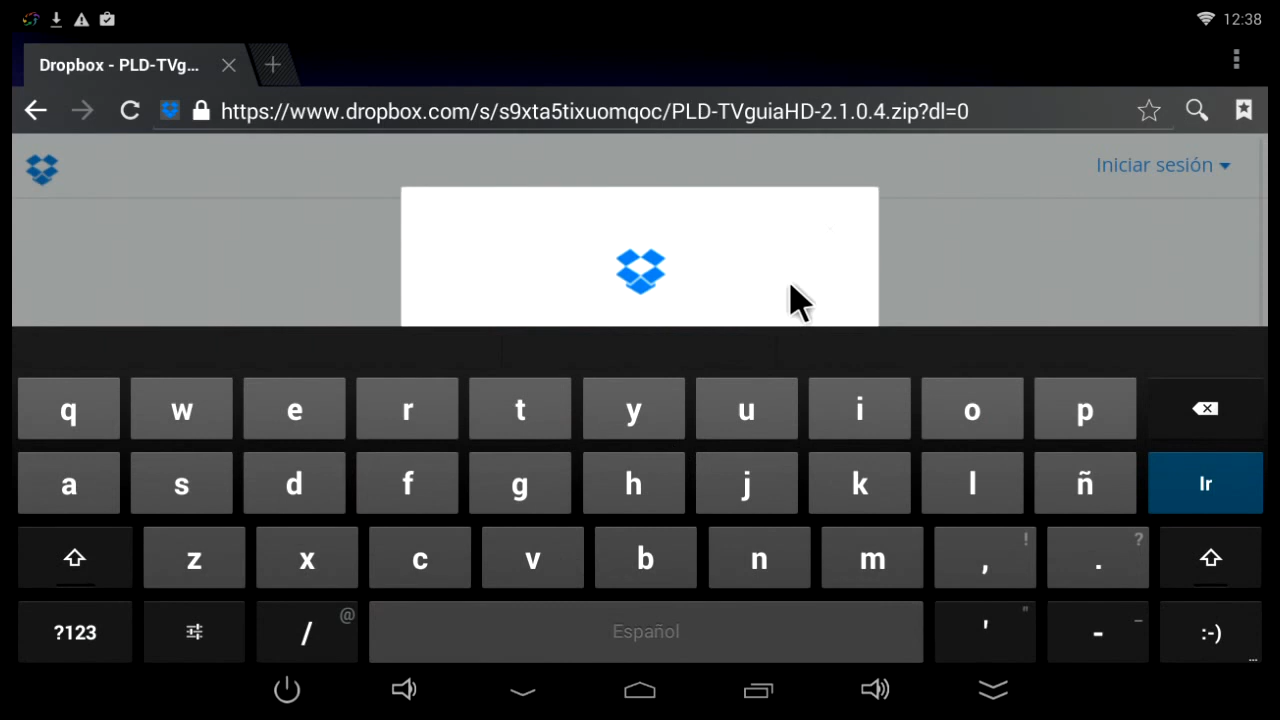 12:38
Dropbox - PLD-TVg...
https://www.dropbox.com/s/s9xta5tixuomqoc/PLD-TVguiaHD-2.1.0.4.zip?dl=0
Iniciar sesión
q w e r t y u i o p
a s d f g h j k l ñ Ir
z x c v b n m , ! . ?
?123 / @ Español ' " - _ :-) ...